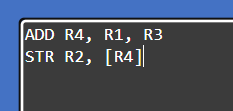 ADD R4, R1, R3
STR R2, [R4]